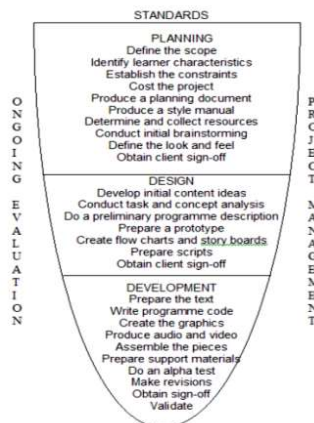 STANDARDS
PLANNING
Define the scope
Identify learner characteristics
Establish the constraints
Cost the project
Produce a planning document
Produce a style manual
Determine and collect resources
Conduct initial brainstorming
Define the look and feel
Obtain client sign-off
DESIGN
Develop initial content ideas
Conduct task and concept analysis
Do a preliminary programme description
Prepare a prototype
Create flow charts and story boards
Prepare scripts
Obtain client sign-off
DEVELOPMENT
Prepare the text
Write programme code
Create the graphics
Produce audio and video
Assemble the pieces
Prepare support materials
Do an alpha test
Make revisions
Obtain sign-off
Validate
ONGOING EVALUATION
PROJECT MANAGEMENT